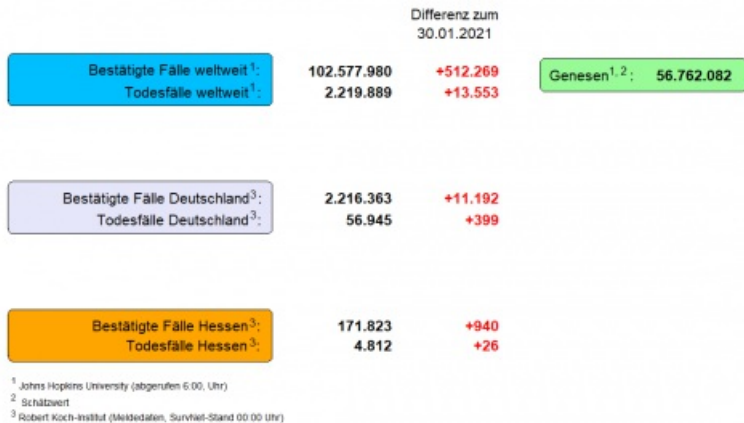 Differenz zum
30.01.2021
Bestätigte Fälle weltweit¹: 102.577.980 +512.269 Genesen¹,²: 56.762.082
Todesfälle weltweit¹: 2.219.889 +13.553
Bestätigte Fälle Deutschland³: 2.216.363 +11.192
Todesfälle Deutschland³: 56.945 +399
Bestätigte Fälle Hessen³: 171.823 +940
Todesfälle Hessen³: 4.812 +26
¹ Johns Hopkins University (abgerufen 6:00, Uhr)
² Schätzwert
³ Robert Koch-Institut (Meldedaten, SurvNet-Stand 00:00 Uhr)